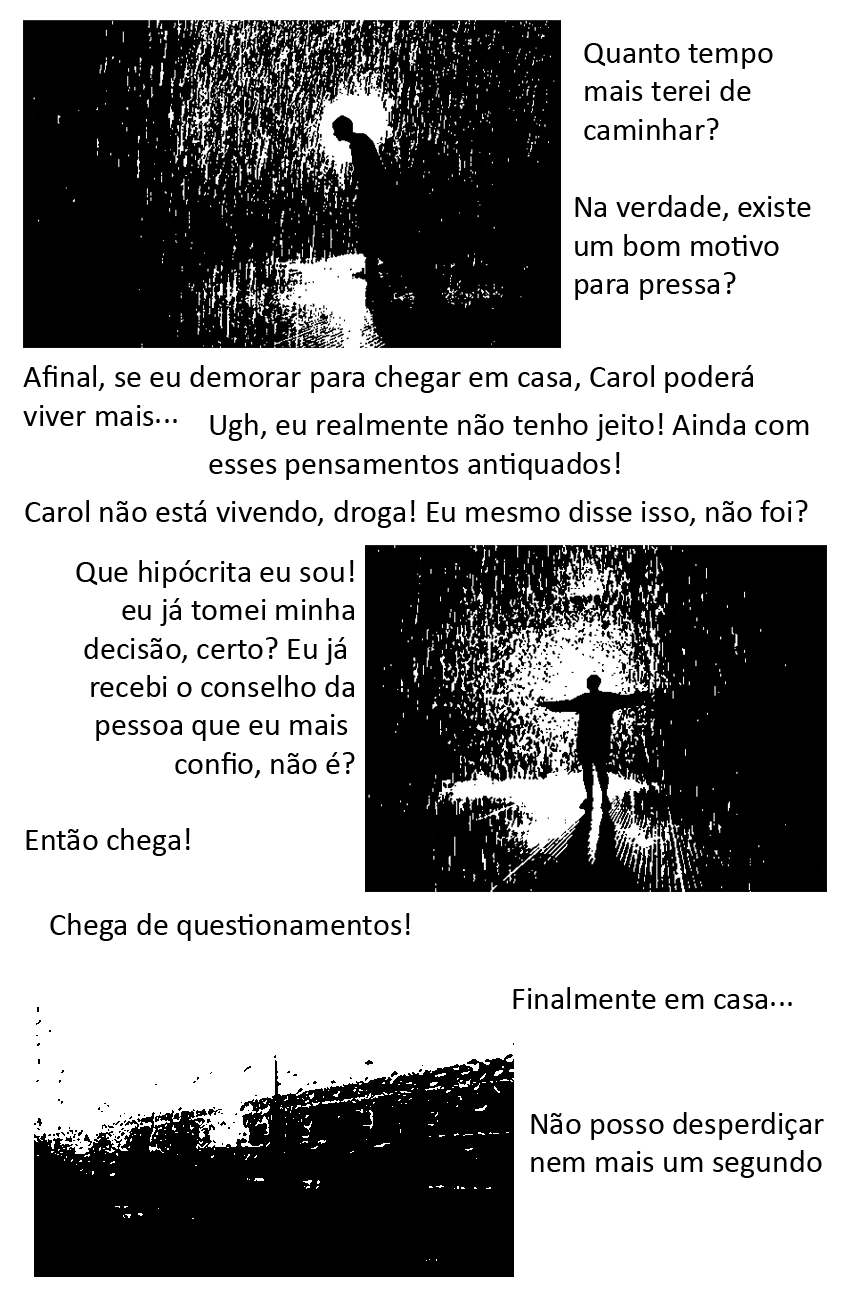 Quanto tempo
mais terei de
caminhar?
Na verdade, existe
um bom motivo
para pressa?
Afinal, se eu demorar para chegar em casa, Carol poderá
viver mais...
Ugh, eu realmente não tenho jeito! Ainda com
esses pensamentos antiquados!
Carol não está vivendo, droga! Eu mesmo disse isso, não foi?
Que hipócrita eu sou!
eu já tomei minha
decisão, certo? Eu já
recebi o conselho da
pessoa que eu mais
confio, não é?
Então chega!
Chega de questionamentos!
Finalmente em casa...
Não posso desperdiçar
nem mais um segundo